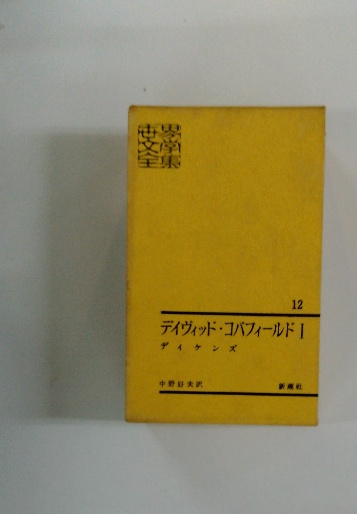 世界
文学
全集
12
デイヴィッド・コパフィールド I
ディケンズ
中野好夫訳
新潮社